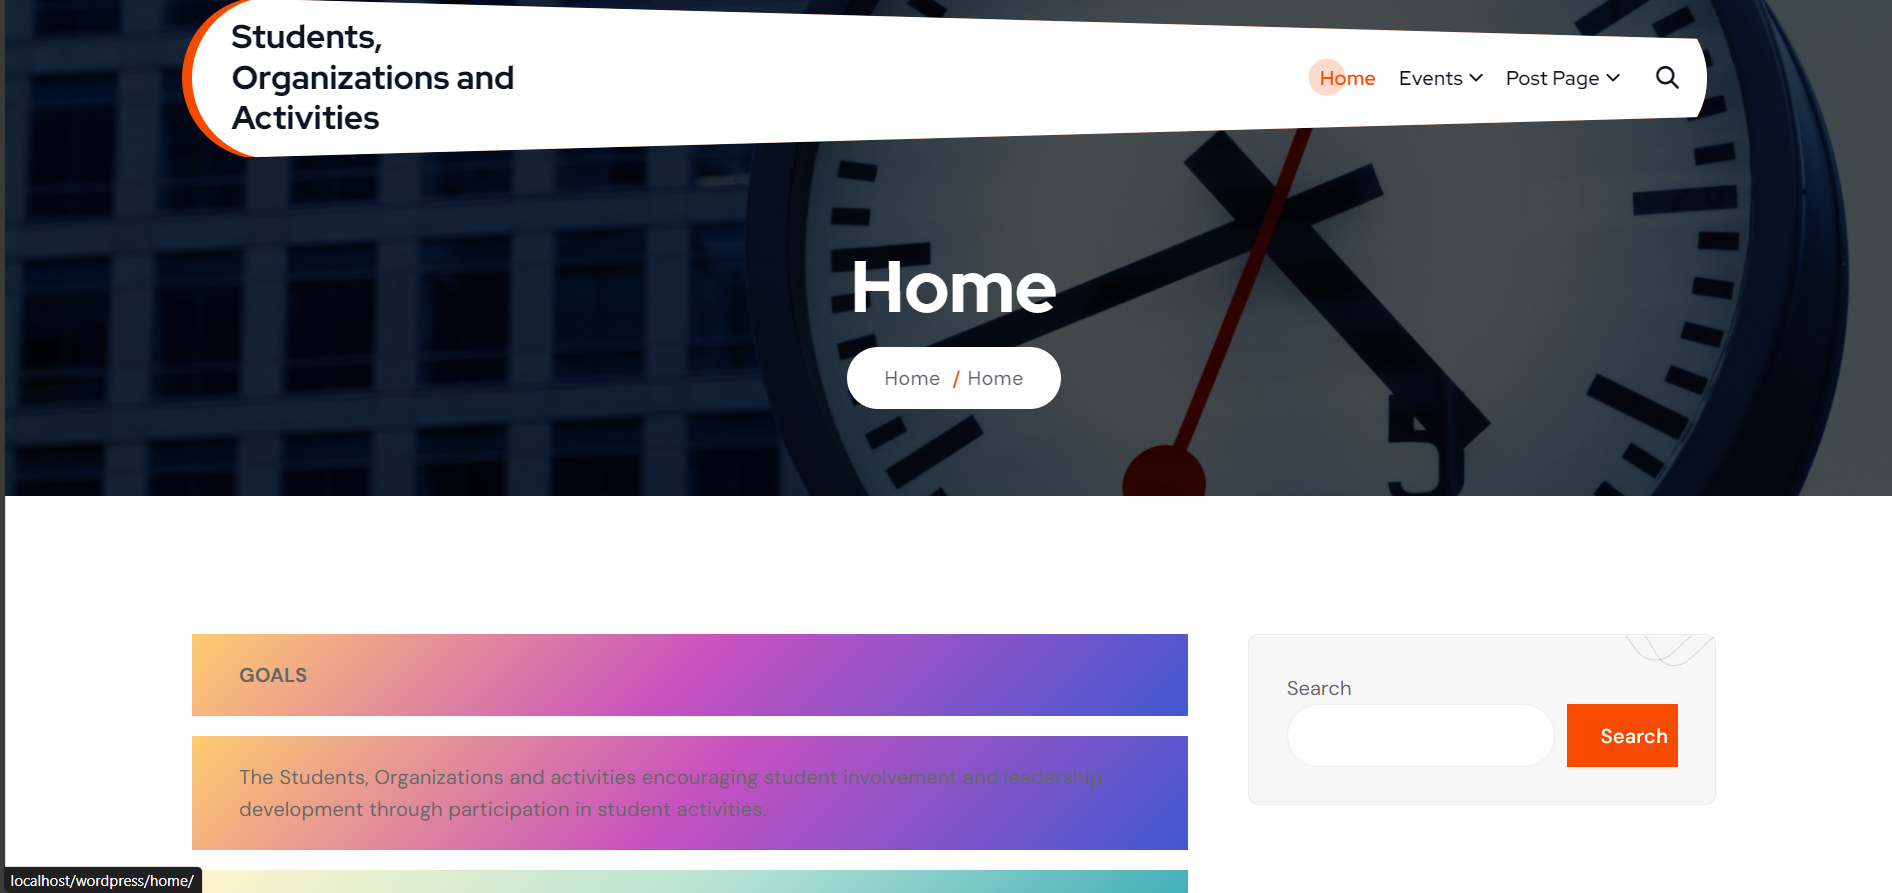 Students,
Organizations and
Activities
Home Events Post Page
Home
Home / Home
5
GOALS
The Students, Organizations and activities encouraging student involvement and leadership
development through participation in student activities.
Search
Search
localhost/wordpress/home/